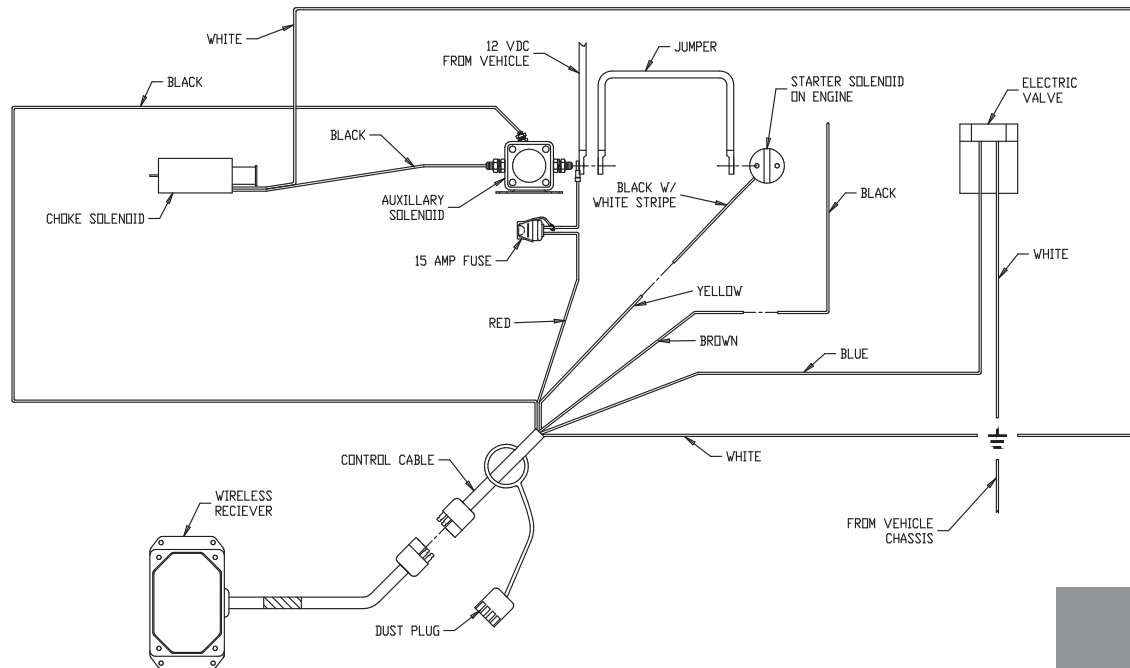 WHITE
12 VDC
FROM VEHICLE
JUMPER
BLACK
STARTER SOLENOID
ON ENGINE
ELECTRIC
VALVE
BLACK
CHOKE SOLENOID
AUXILLARY
SOLENOID
BLACK W/
WHITE STRIPE
BLACK
15 AMP FUSE
WHITE
YELLOW
RED
BROWN
BLUE
CONTROL CABLE
WHITE
WIRELESS
RECIEVER
FROM VEHICLE
CHASSIS
DUST PLUG